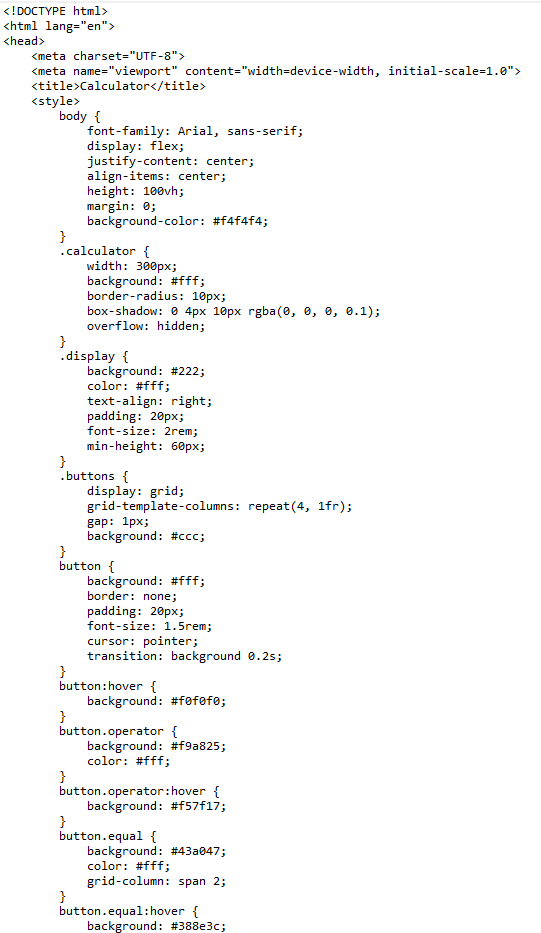 <!DOCTYPE html>
<html lang="en">
<head>
    <meta charset="UTF-8">
    <meta name="viewport" content="width=device-width, initial-scale=1.0">
    <title>Calculator</title>
    <style>
        body {
            font-family: Arial, sans-serif;
            display: flex;
            justify-content: center;
            align-items: center;
            height: 100vh;
            margin: 0;
            background-color: #f4f4f4;
        }
        .calculator {
            width: 300px;
            background: #fff;
            border-radius: 10px;
            box-shadow: 0 4px 10px rgba(0, 0, 0, 0.1);
            overflow: hidden;
        }
        .display {
            background: #222;
            color: #fff;
            text-align: right;
            padding: 20px;
            font-size: 2rem;
            min-height: 60px;
        }
        .buttons {
            display: grid;
            grid-template-columns: repeat(4, 1fr);
            gap: 1px;
            background: #ccc;
        }
        button {
            background: #fff;
            border: none;
            padding: 20px;
            font-size: 1.5rem;
            cursor: pointer;
            transition: background 0.2s;
        }
        button:hover {
            background: #f0f0f0;
        }
        button.operator {
            background: #f9a825;
            color: #fff;
        }
        button.operator:hover {
            background: #f57f17;
        }
        button.equal {
            background: #43a047;
            color: #fff;
            grid-column: span 2;
        }
        button.equal:hover {
            background: #388e3c;